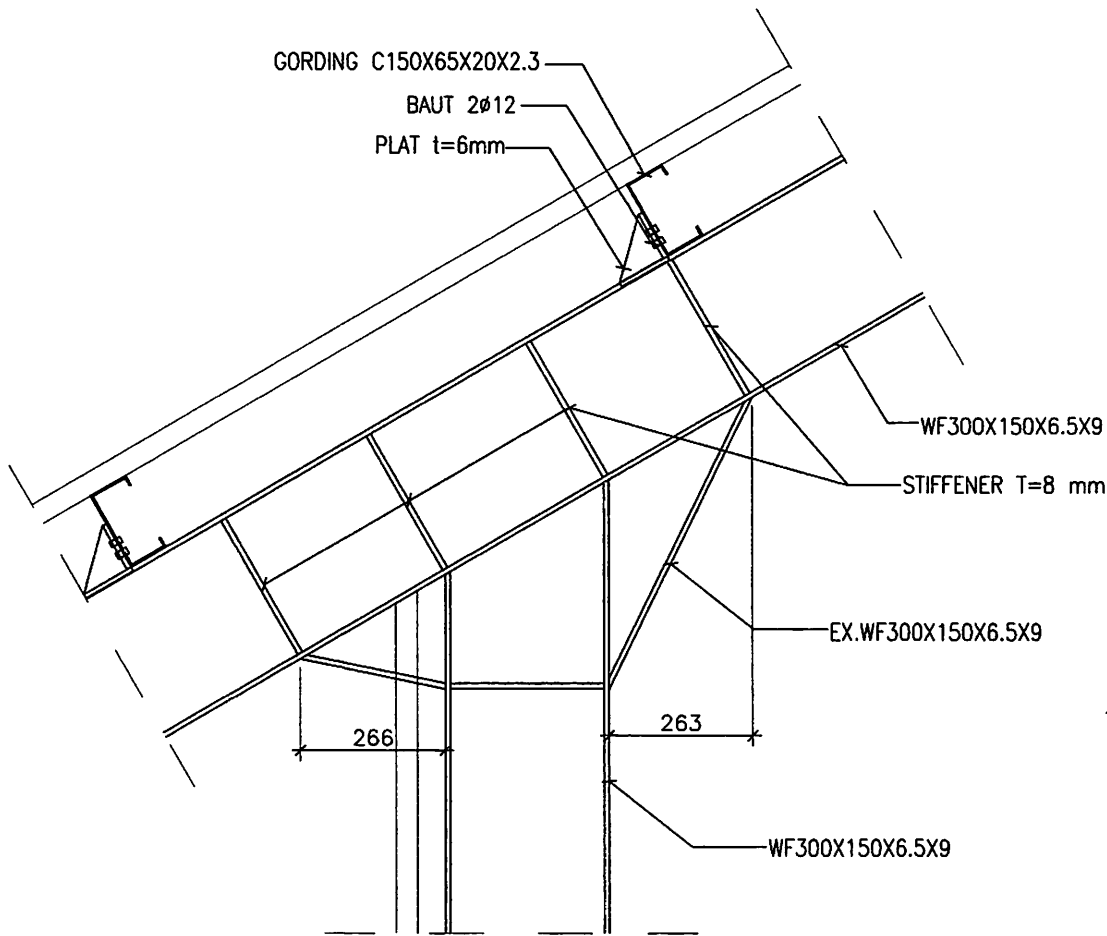 GORDING C150X65X20X2.3
BAUT 2ø12
PLAT t=6mm
WF300X150X6.5X9
STIFFENER T=8 mm
EX.WF300X150X6.5X9
266
263
WF300X150X6.5X9